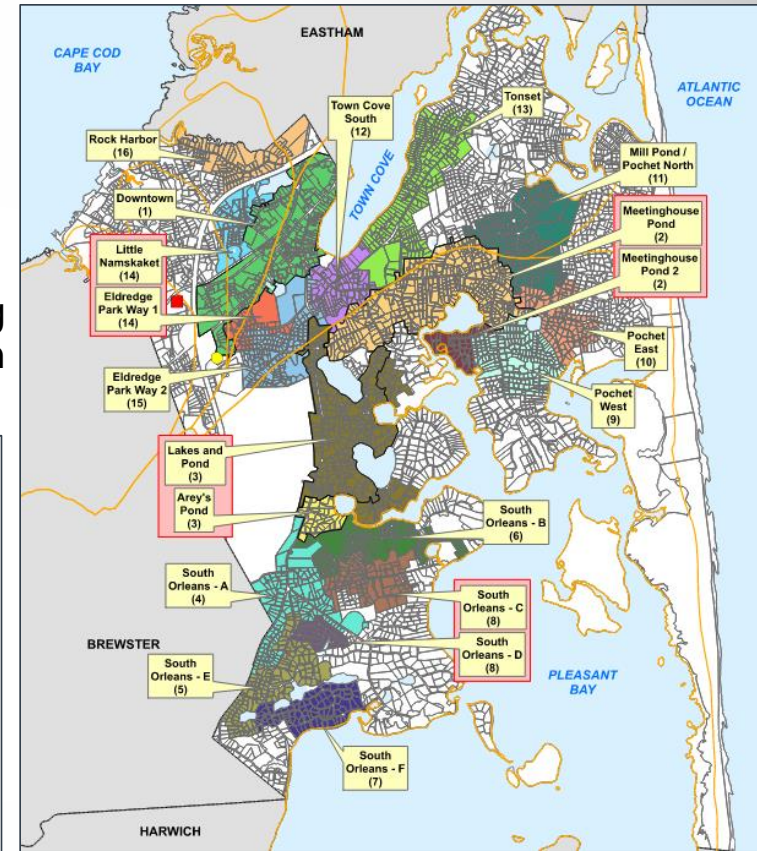 EASTHAM
CAPE COD
BAY
ATLANTIC
OCEAN
Town Cove
South
(12)
Tonset
(13)
Rock Harbor
(16)
TOWN COVE
Mill Pond /
Pochet North
(11)
Downtown
(1)
Meetinghouse
Pond
(2)
Little
Namskaket
(14)
Meetinghouse
Pond 2
(2)
Eldredge
Park Way 1
(14)
g
n
Pochet
East
(10)
Eldredge
Park Way 2
(15)
Pochet
West
(9)
Lakes and
Pond
(3)
Arey's
Pond
(3)
South
Orleans - B
(6)
South
Orleans - A
(4)
South
Orleans - C
(8)
South
Orleans - D
(8)
BREWSTER
South
Orleans - E
(5)
PLEASANT
BAY
South
Orleans - F
(7)
HARWICH